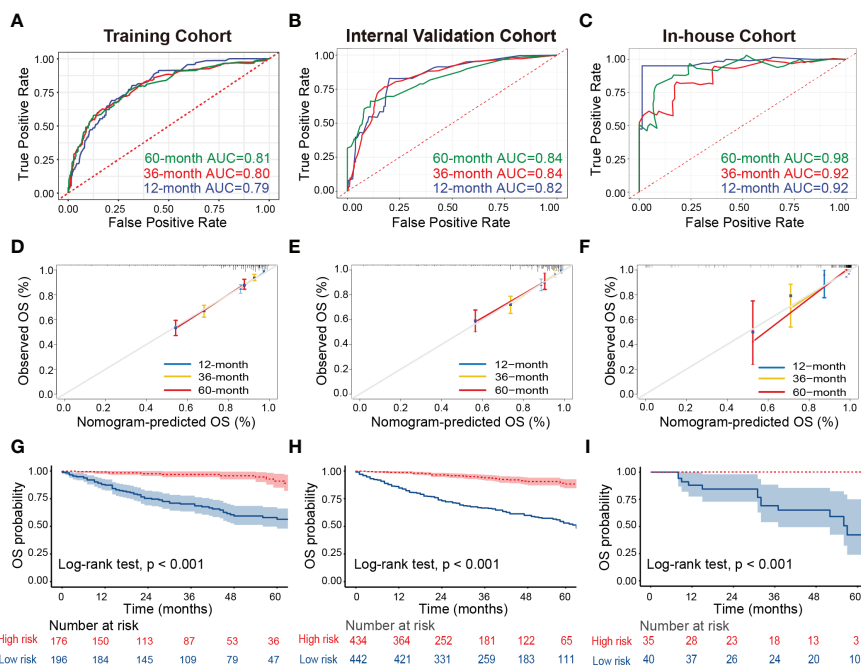 A Training Cohort
True Positive Rate
1.00
0.75
0.50
0.25
0.00
60-month AUC=0.81
36-month AUC=0.80
12-month AUC=0.79
0.00 0.25 0.50 0.75 1.00
False Positive Rate
B Internal Validation Cohort
True Positive Rate
1.00
0.75
0.50
0.25
0.00
60-month AUC=0.84
36-month AUC=0.84
12-month AUC=0.82
0.00 0.25 0.50 0.75 1.00
False Positive Rate
C In-house Cohort
True Positive Rate
1.00
0.75
0.50
0.25
0.00
60-month AUC=0.98
36-month AUC=0.92
12-month AUC=0.92
0.00 0.25 0.50 0.75 1.00
False Positive Rate
D
Observed OS (%)
1.0
0.8
0.6
0.4
0.2
0.0
12-month
36-month
60-month
0.0 0.2 0.4 0.6 0.8 1.0
Nomogram-predicted OS (%)
E
Observed OS (%)
1.0
0.8
0.6
0.4
0.2
0.0
12-month
36-month
60-month
0.0 0.2 0.4 0.6 0.8 1.0
Nomogram-predicted OS (%)
F
Observed OS (%)
1.0
0.8
0.6
0.4
0.2
0.0
12−month
36−month
60−month
0.0 0.2 0.4 0.6 0.8 1.0
Nomogram-predicted OS (%)
G
OS probability
1.00
0.75
0.50
0.25
0.00
Log-rank test, p < 0.001
0 12 24 36 48 60
Time (months)
Number at risk
High risk 176 150 113 87 53 36
Low risk 196 184 145 109 79 47
H
OS probability
1.00
0.75
0.50
0.25
0.00
Log-rank test, p < 0.001
0 12 24 36 48 60
Time (months)
Number at risk
High risk 434 364 252 181 122 65
Low risk 442 421 331 259 183 111
I
OS probability
1.00
0.75
0.50
0.25
0.00
Log-rank test, p < 0.001
0 12 24 36 48 60
Time (months)
Number at risk
High risk 35 28 23 18 13 3
Low risk 40 37 26 24 20 10